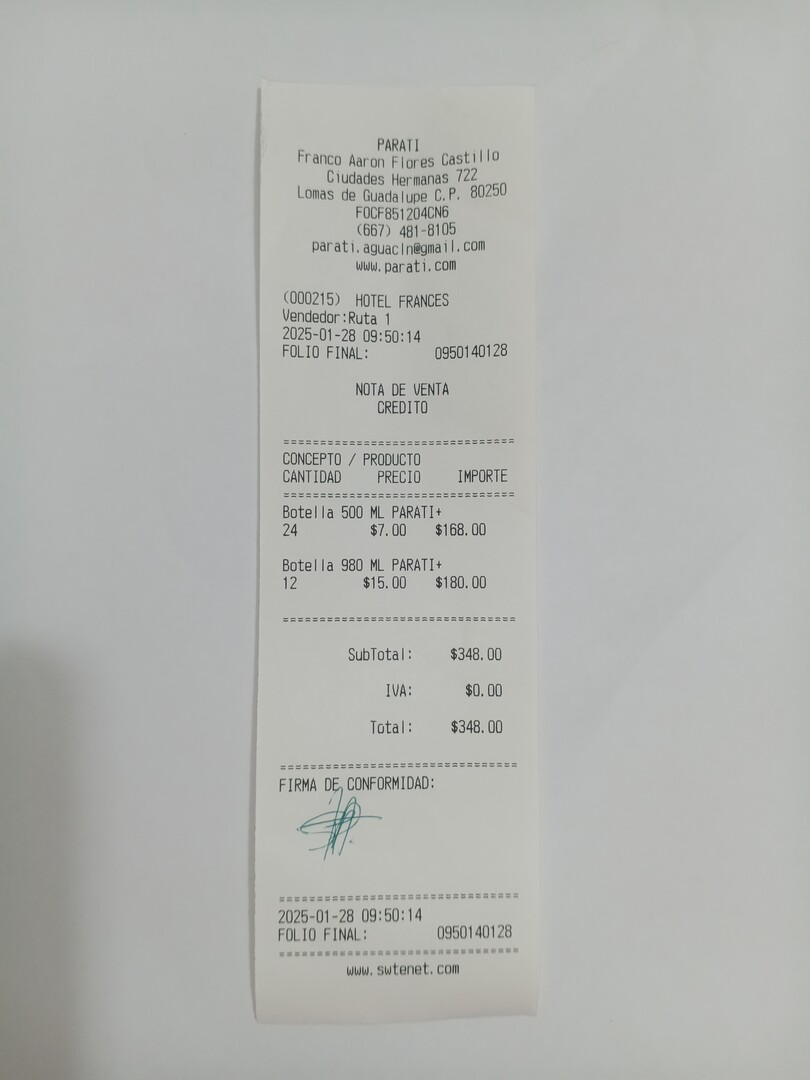 PARATI
Franco Aaron Flores Castillo
Ciudades Hermanas 722
Lomas de Guadalupe C.P. 80250
FOCF851204CN6
(667) 481-8105
parati.aguacln@gmail.com
www.parati.com
(000215) HOTEL FRANCES
Vendedor:Ruta 1
2025-01-28 09:50:14
FOLIO FINAL: 0950140128
NOTA DE VENTA
CREDITO
================================
CONCEPTO / PRODUCTO
CANTIDAD PRECIO IMPORTE
================================
Botella 500 ML PARATI+
24 $7.00 $168.00
Botella 980 ML PARATI+
12 $15.00 $180.00
================================
SubTotal: $348.00
IVA: $0.00
Total: $348.00
================================
FIRMA DE CONFORMIDAD:
================================
2025-01-28 09:50:14
FOLIO FINAL: 0950140128
================================
www.swtenet.com